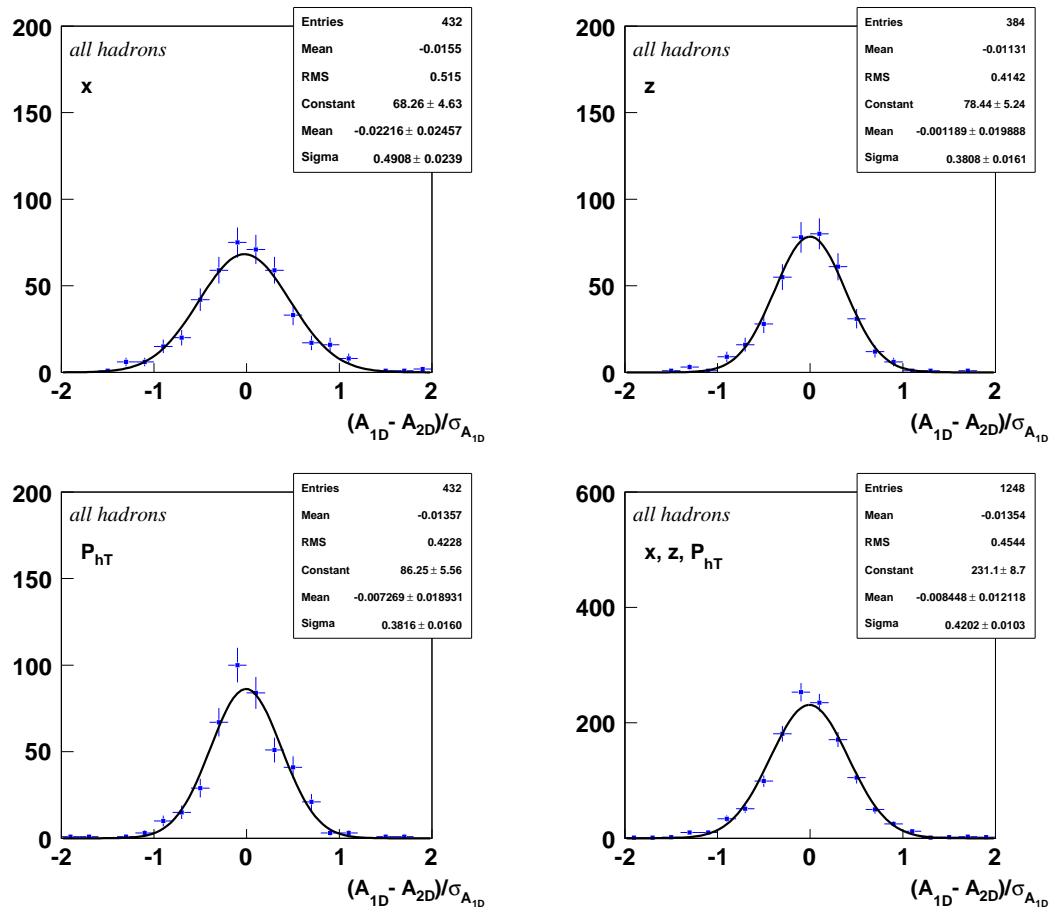 200
150
100
50
0
all hadrons
x
Entries 432
Mean -0.0155
RMS 0.515
Constant 68.26 ± 4.63
Mean -0.02216 ± 0.02457
Sigma 0.4908 ± 0.0239
-2 -1 0 1 2
(A1D- A2D)/σA1D
200
150
100
50
0
all hadrons
z
Entries 384
Mean -0.01131
RMS 0.4142
Constant 78.44 ± 5.24
Mean -0.001189 ± 0.019888
Sigma 0.3808 ± 0.0161
-2 -1 0 1 2
(A1D- A2D)/σA1D
200
150
100
50
0
all hadrons
PhT
Entries 432
Mean -0.01357
RMS 0.4228
Constant 86.25 ± 5.56
Mean -0.007269 ± 0.018931
Sigma 0.3816 ± 0.0160
-2 -1 0 1 2
(A1D - A2D)/σA1D
600
400
200
0
all hadrons
x, z, PhT
Entries 1248
Mean -0.01354
RMS 0.4544
Constant 231.1 ± 8.7
Mean -0.008448 ± 0.012118
Sigma 0.4202 ± 0.0103
-2 -1 0 1 2
(A1D - A2D)/σA1D